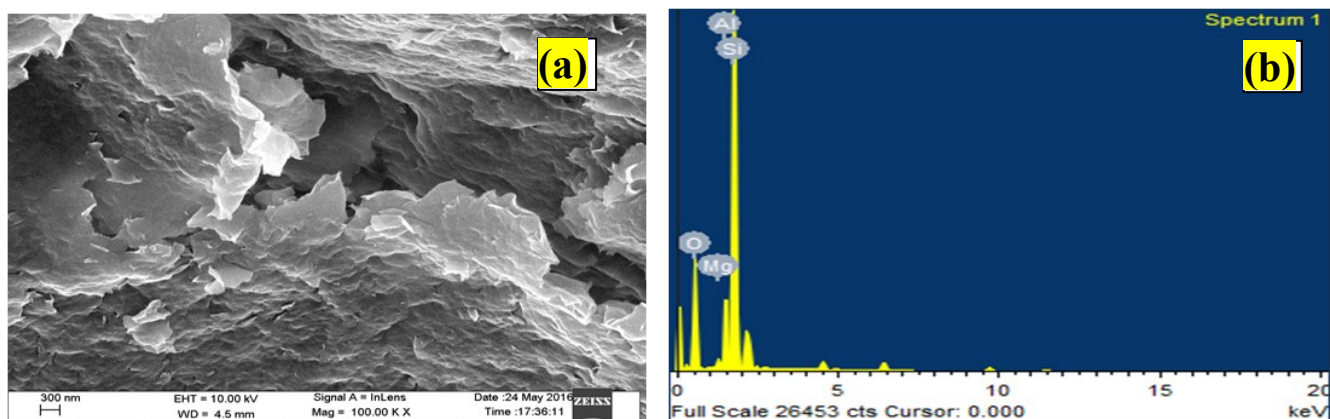 (a)
300 nm
EHT = 10.00 kV
WD = 4.5 mm
Signal A = InLens
Mag = 100.00 K X
Date :24 May 2016
Time :17:36:11
ZEISS
Spectrum 1
(b)
Al
Si
O
Mg
0 5 10 15 20
Full Scale 26453 cts Cursor: 0.000 keV